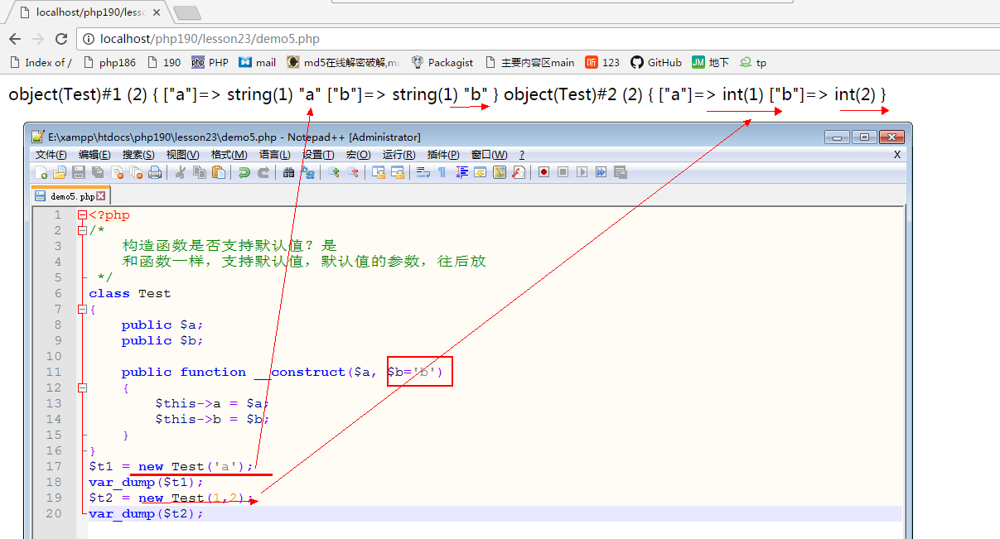 localhost/php190/less
localhost/php190/lesson23/demo5.php
Index of / php186 190 php PHP mail md5在线解密破解,m Packagist 主要内容区main 听 123 GitHub JM 地下 tp
object(Test)#1 (2) { ["a"]=> string(1) "a" ["b"]=> string(1) "b" } object(Test)#2 (2) { ["a"]=> int(1) ["b"]=> int(2) }
E:\xampp\htdocs\php190\lesson23\demo5.php - Notepad++ [Administrator]
文件(F) 编辑(E) 搜索(S) 视图(V) 格式(M) 语言(L) 设置(T) 宏(O) 运行(R) 插件(P) 窗口(W) ? X
demo5.php
1 <?php
2 /*
3 构造函数是否支持默认值？是
4 和函数一样，支持默认值，默认值的参数，往后放
5 */
6 class Test
7 {
8 public $a;
9 public $b;
10
11 public function __construct($a, $b='b')
12 {
13 $this->a = $a;
14 $this->b = $b;
15 }
16 }
17 $t1 = new Test('a');
18 var_dump($t1);
19 $t2 = new Test(1,2);
20 var_dump($t2);